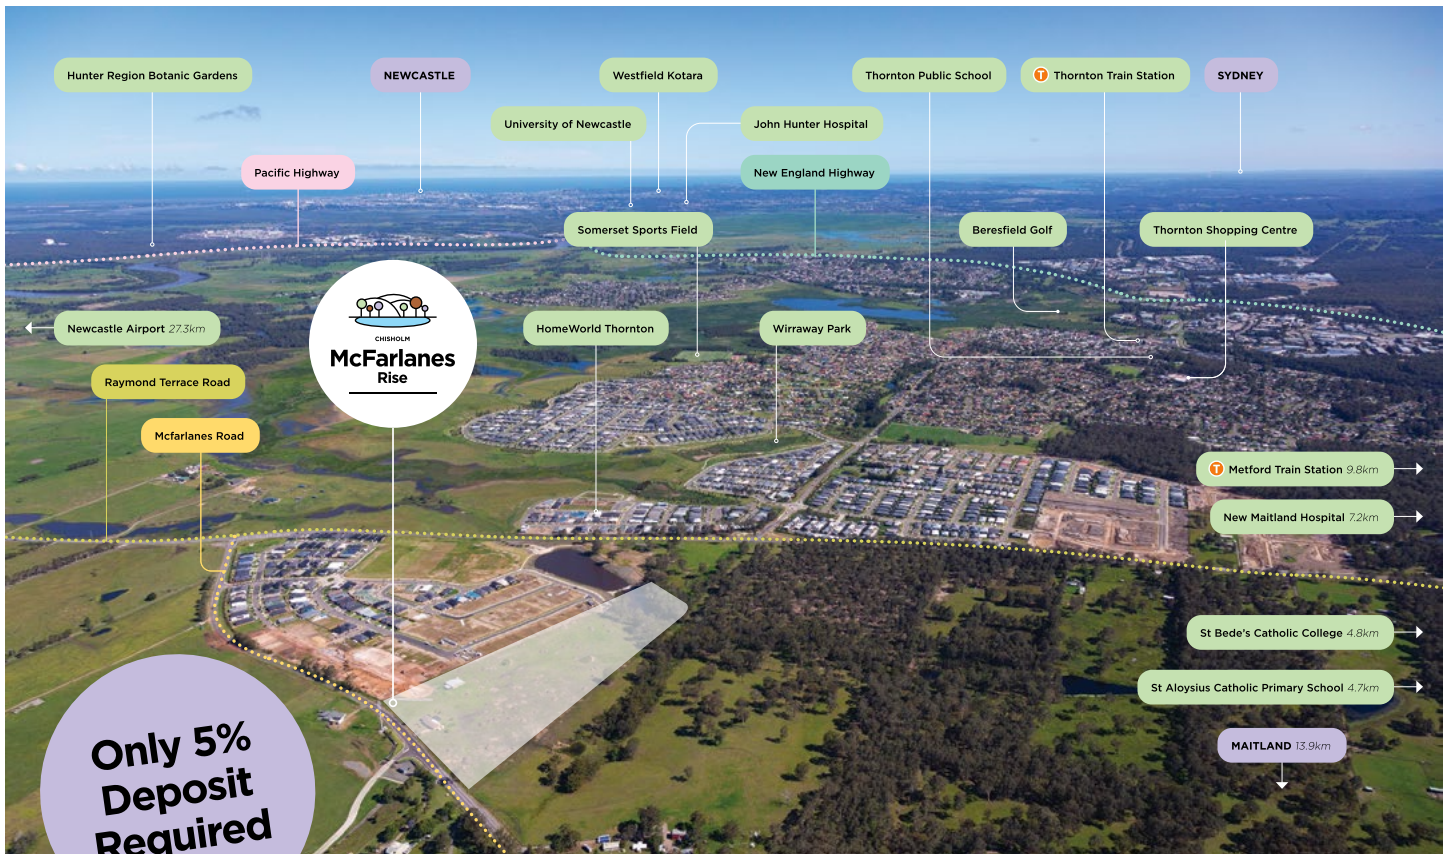 Hunter Region Botanic Gardens
NEWCASTLE
Westfield Kotara
Thornton Public School
T Thornton Train Station
SYDNEY
University of Newcastle
John Hunter Hospital
Pacific Highway
New England Highway
Somerset Sports Field
Beresfield Golf
Thornton Shopping Centre
Newcastle Airport 27.3km
CHISHOLM
McFarlanes
Rise
HomeWorld Thornton
Wirraway Park
Raymond Terrace Road
Mcfarlanes Road
T Metford Train Station 9.8km
New Maitland Hospital 7.2km
St Bede's Catholic College 4.8km
St Aloysius Catholic Primary School 4.7km
MAITLAND 13.9km
Only 5%
Deposit
Required